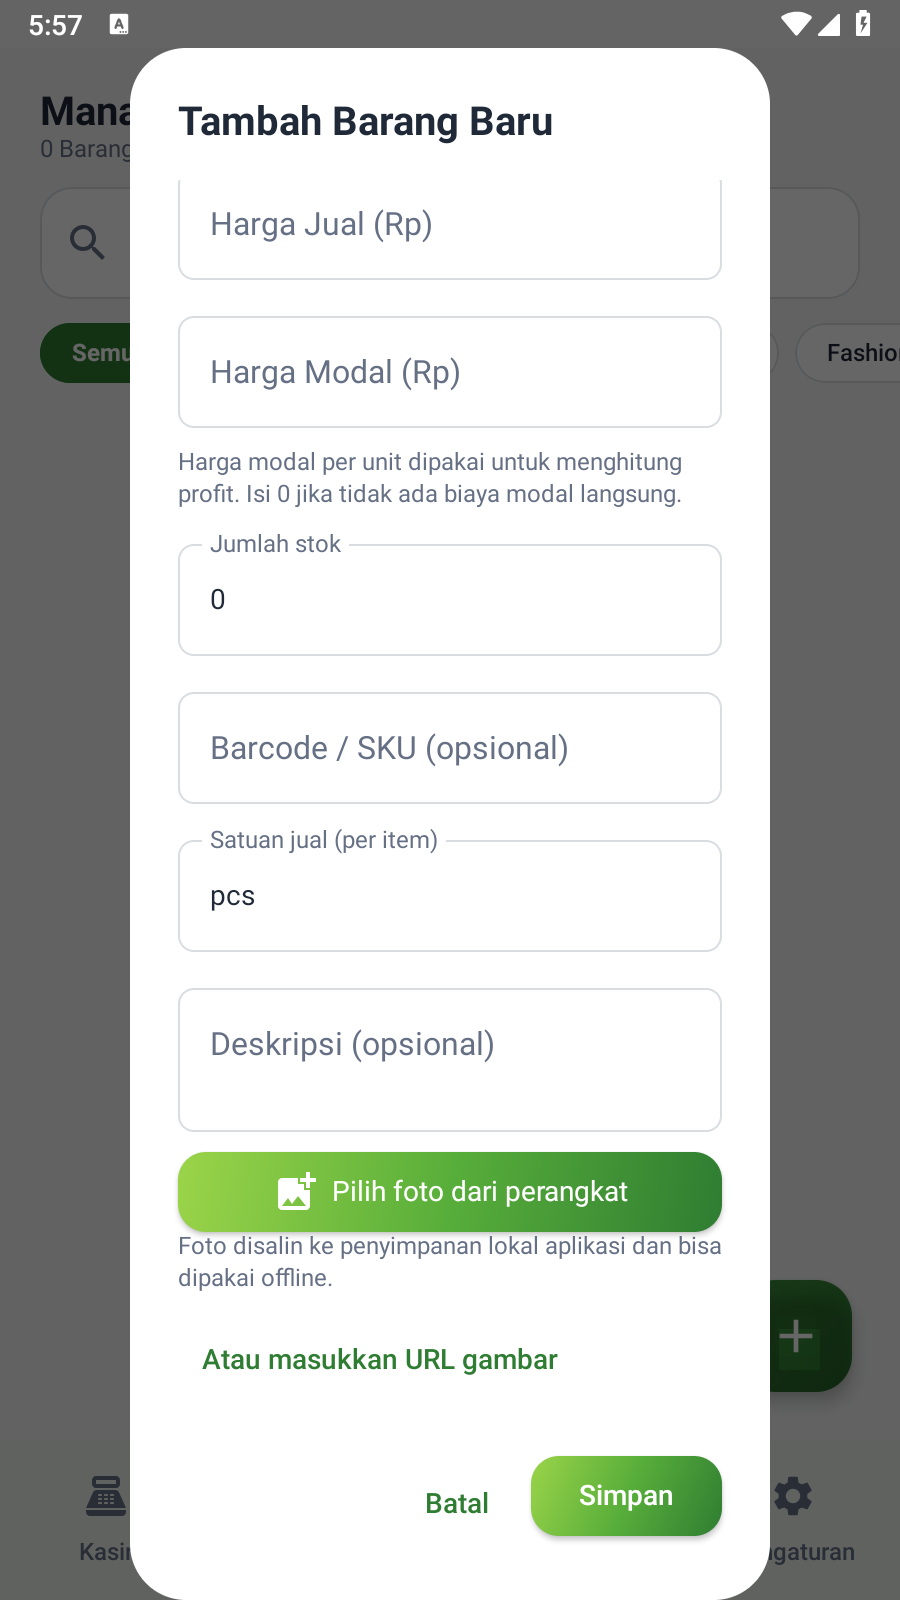 5:57
Mana
0 Barang
Tambah Barang Baru
Harga Jual (Rp)
Semu
Fashio
Harga Modal (Rp)
Harga modal per unit dipakai untuk menghitung
profit. Isi 0 jika tidak ada biaya modal langsung.
Jumlah stok
0
Barcode / SKU (opsional)
Satuan jual (per item)
pcs
Deskripsi (opsional)
Pilih foto dari perangkat
Foto disalin ke penyimpanan lokal aplikasi dan bisa
dipakai offline.
Atau masukkan URL gambar
Batal
Simpan
Kasir
ngaturan